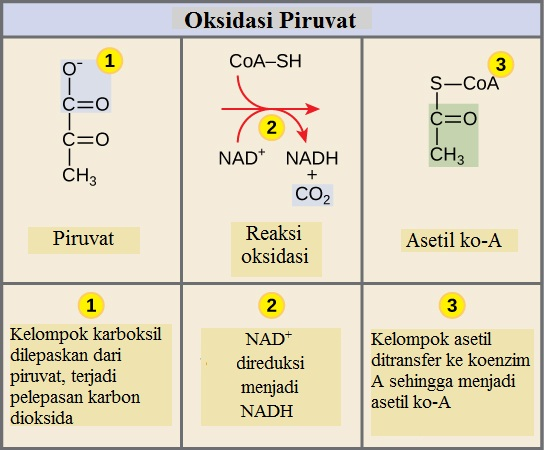 Oksidasi Piruvat
1
O⁻
C=O
C=O
CH₃
Piruvat
CoA–SH
2
NAD⁺ NADH
+
CO₂
Reaksi
oksidasi
3
S—CoA
C=O
CH₃
Asetil ko-A
1
Kelompok karboksil
dilepaskan dari
piruvat, terjadi
pelepasan karbon
dioksida
2
NAD⁺
direduksi
menjadi
NADH
3
Kelompok asetil
ditransfer ke koenzim
A sehingga menjadi
asetil ko-A